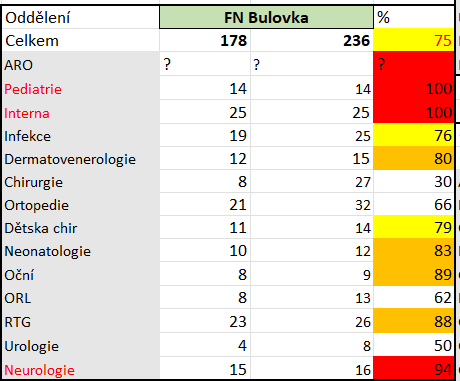 Oddělení FN Bulovka %
Celkem 178 236 75
ARO ? ? ?
Pediatrie 14 14 100
Interna 25 25 100
Infekce 19 25 76
Dermatovenerologie 12 15 80
Chirurgie 8 27 30
Ortopedie 21 32 66
Dětska chir 11 14 79
Neonatologie 10 12 83
Oční 8 9 89
ORL 8 13 62
RTG 23 26 88
Urologie 4 8 50
Neurologie 15 16 94